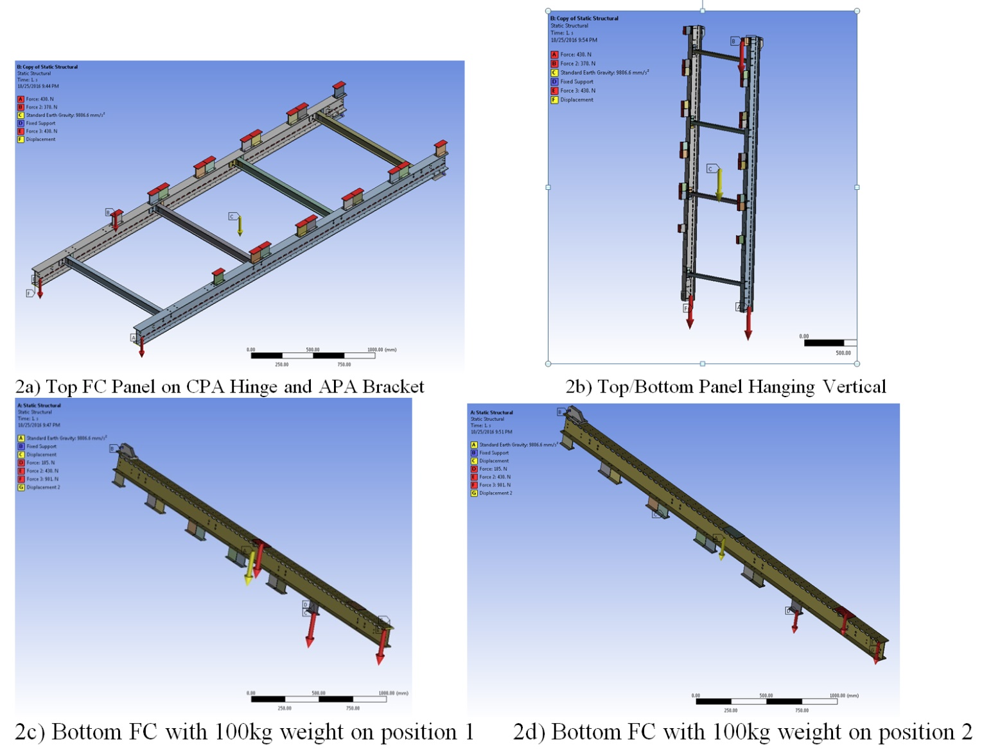 B: Copy of Static Structural
Static Structural
Time: 1. s
10/25/2016 9:44 PM
A Force: 430. N
B Force 2: 370. N
C Standard Earth Gravity: 9806.6 mm/s²
D Fixed Support
E Force 3: 430. N
F Displacement
B
C
F
A
0.00 500.00 1000.00 (mm)
250.00 750.00
2a) Top FC Panel on CPA Hinge and APA Bracket
B: Copy of Static Structural
Static Structural
Time: 1. s
10/25/2016 9:54 PM
A Force: 430. N
B Force 2: 370. N
C Standard Earth Gravity: 9806.6 mm/s²
D Fixed Support
E Force 3: 430. N
F Displacement
B
C
F
A
0.00
500.00
2b) Top/Bottom Panel Hanging Vertical
A: Static Structural
Static Structural
Time: 1. s
10/25/2016 9:47 PM
A Standard Earth Gravity: 9806.6 mm/s²
B Fixed Support
C Displacement
D Force: 185. N
E Force 2: 430. N
F Force 3: 981. N
G Displacement 2
B
D
C
0.00 500.00 1000.00 (mm)
250.00 750.00
2c) Bottom FC with 100kg weight on position 1
A: Static Structural
Static Structural
Time: 1. s
10/25/2016 9:51 PM
A Standard Earth Gravity: 9806.6 mm/s²
B Fixed Support
C Displacement
D Force: 185. N
E Force 2: 430. N
F Force 3: 981. N
G Displacement 2
B
C
A
D
0.00 500.00 1000.00 (mm)
250.00 750.00
2d) Bottom FC with 100kg weight on position 2